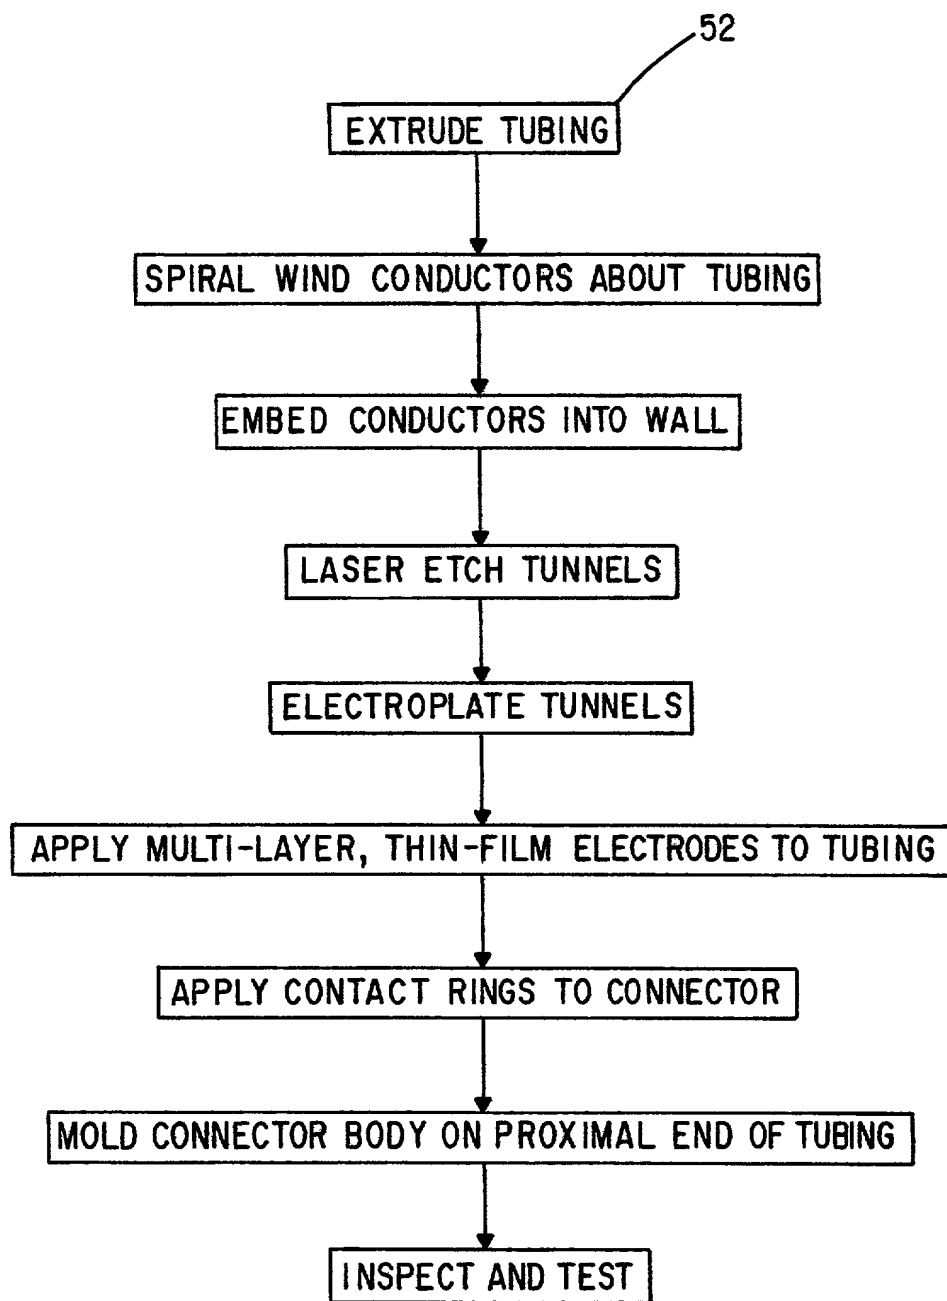 52
EXTRUDE TUBING
SPIRAL WIND CONDUCTORS ABOUT TUBING
EMBED CONDUCTORS INTO WALL
LASER ETCH TUNNELS
ELECTROPLATE TUNNELS
APPLY MULTI-LAYER, THIN-FILM ELECTRODES TO TUBING
APPLY CONTACT RINGS TO CONNECTOR
MOLD CONNECTOR BODY ON PROXIMAL END OF TUBING
INSPECT AND TEST